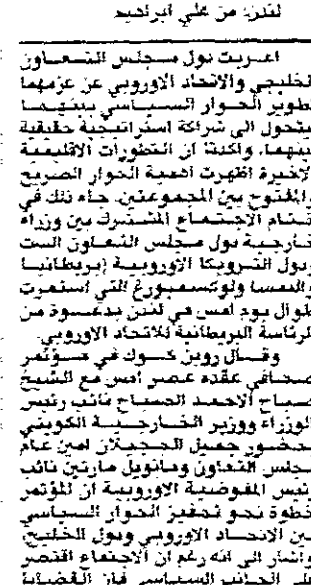 لندن: من علي ابراهيم
اعربت دول مجلس التعاون
الخليجي والاتحاد الاوروبي عن عزمهما
تطوير الحوار السياسي بينهما
ليتحول الى شراكة استراتيجية حقيقية
بينهما، واكدتا ان التطورات الاقليمية
الاخيرة اظهرت اهمية الحوار الصريح
والمفتوح بين المجموعتين. جاء ذلك في
ختام الاجتماع المشترك بين وزراء
خارجية دول مجلس التعاون الست
ودول الترويكا الاوروبية (بريطانيا
والنمسا ولوكسمبورغ) التي استمرت
طوال يوم امس في لندن بدعوة من
الرئاسة البريطانية للاتحاد الاوروبي.
وقال روبن كوك في مؤتمر
صحافي عقده عصر امس مع الشيخ
صباح الاحمد الصباح نائب رئيس
الوزراء ووزير الخارجية الكويتي
بحضور جميل الحجيلان امين عام
مجلس التعاون ومانويل مارتين نائب
رئيس المفوضية الاوروبية ان المؤتمر
خطوة نحو تحفيز الحوار السياسي
بين الاتحاد الاوروبي ودول الخليج،
واشار الى انه رغم ان الاجتماع اقتصر
على الجانب السياسي فان القضايا